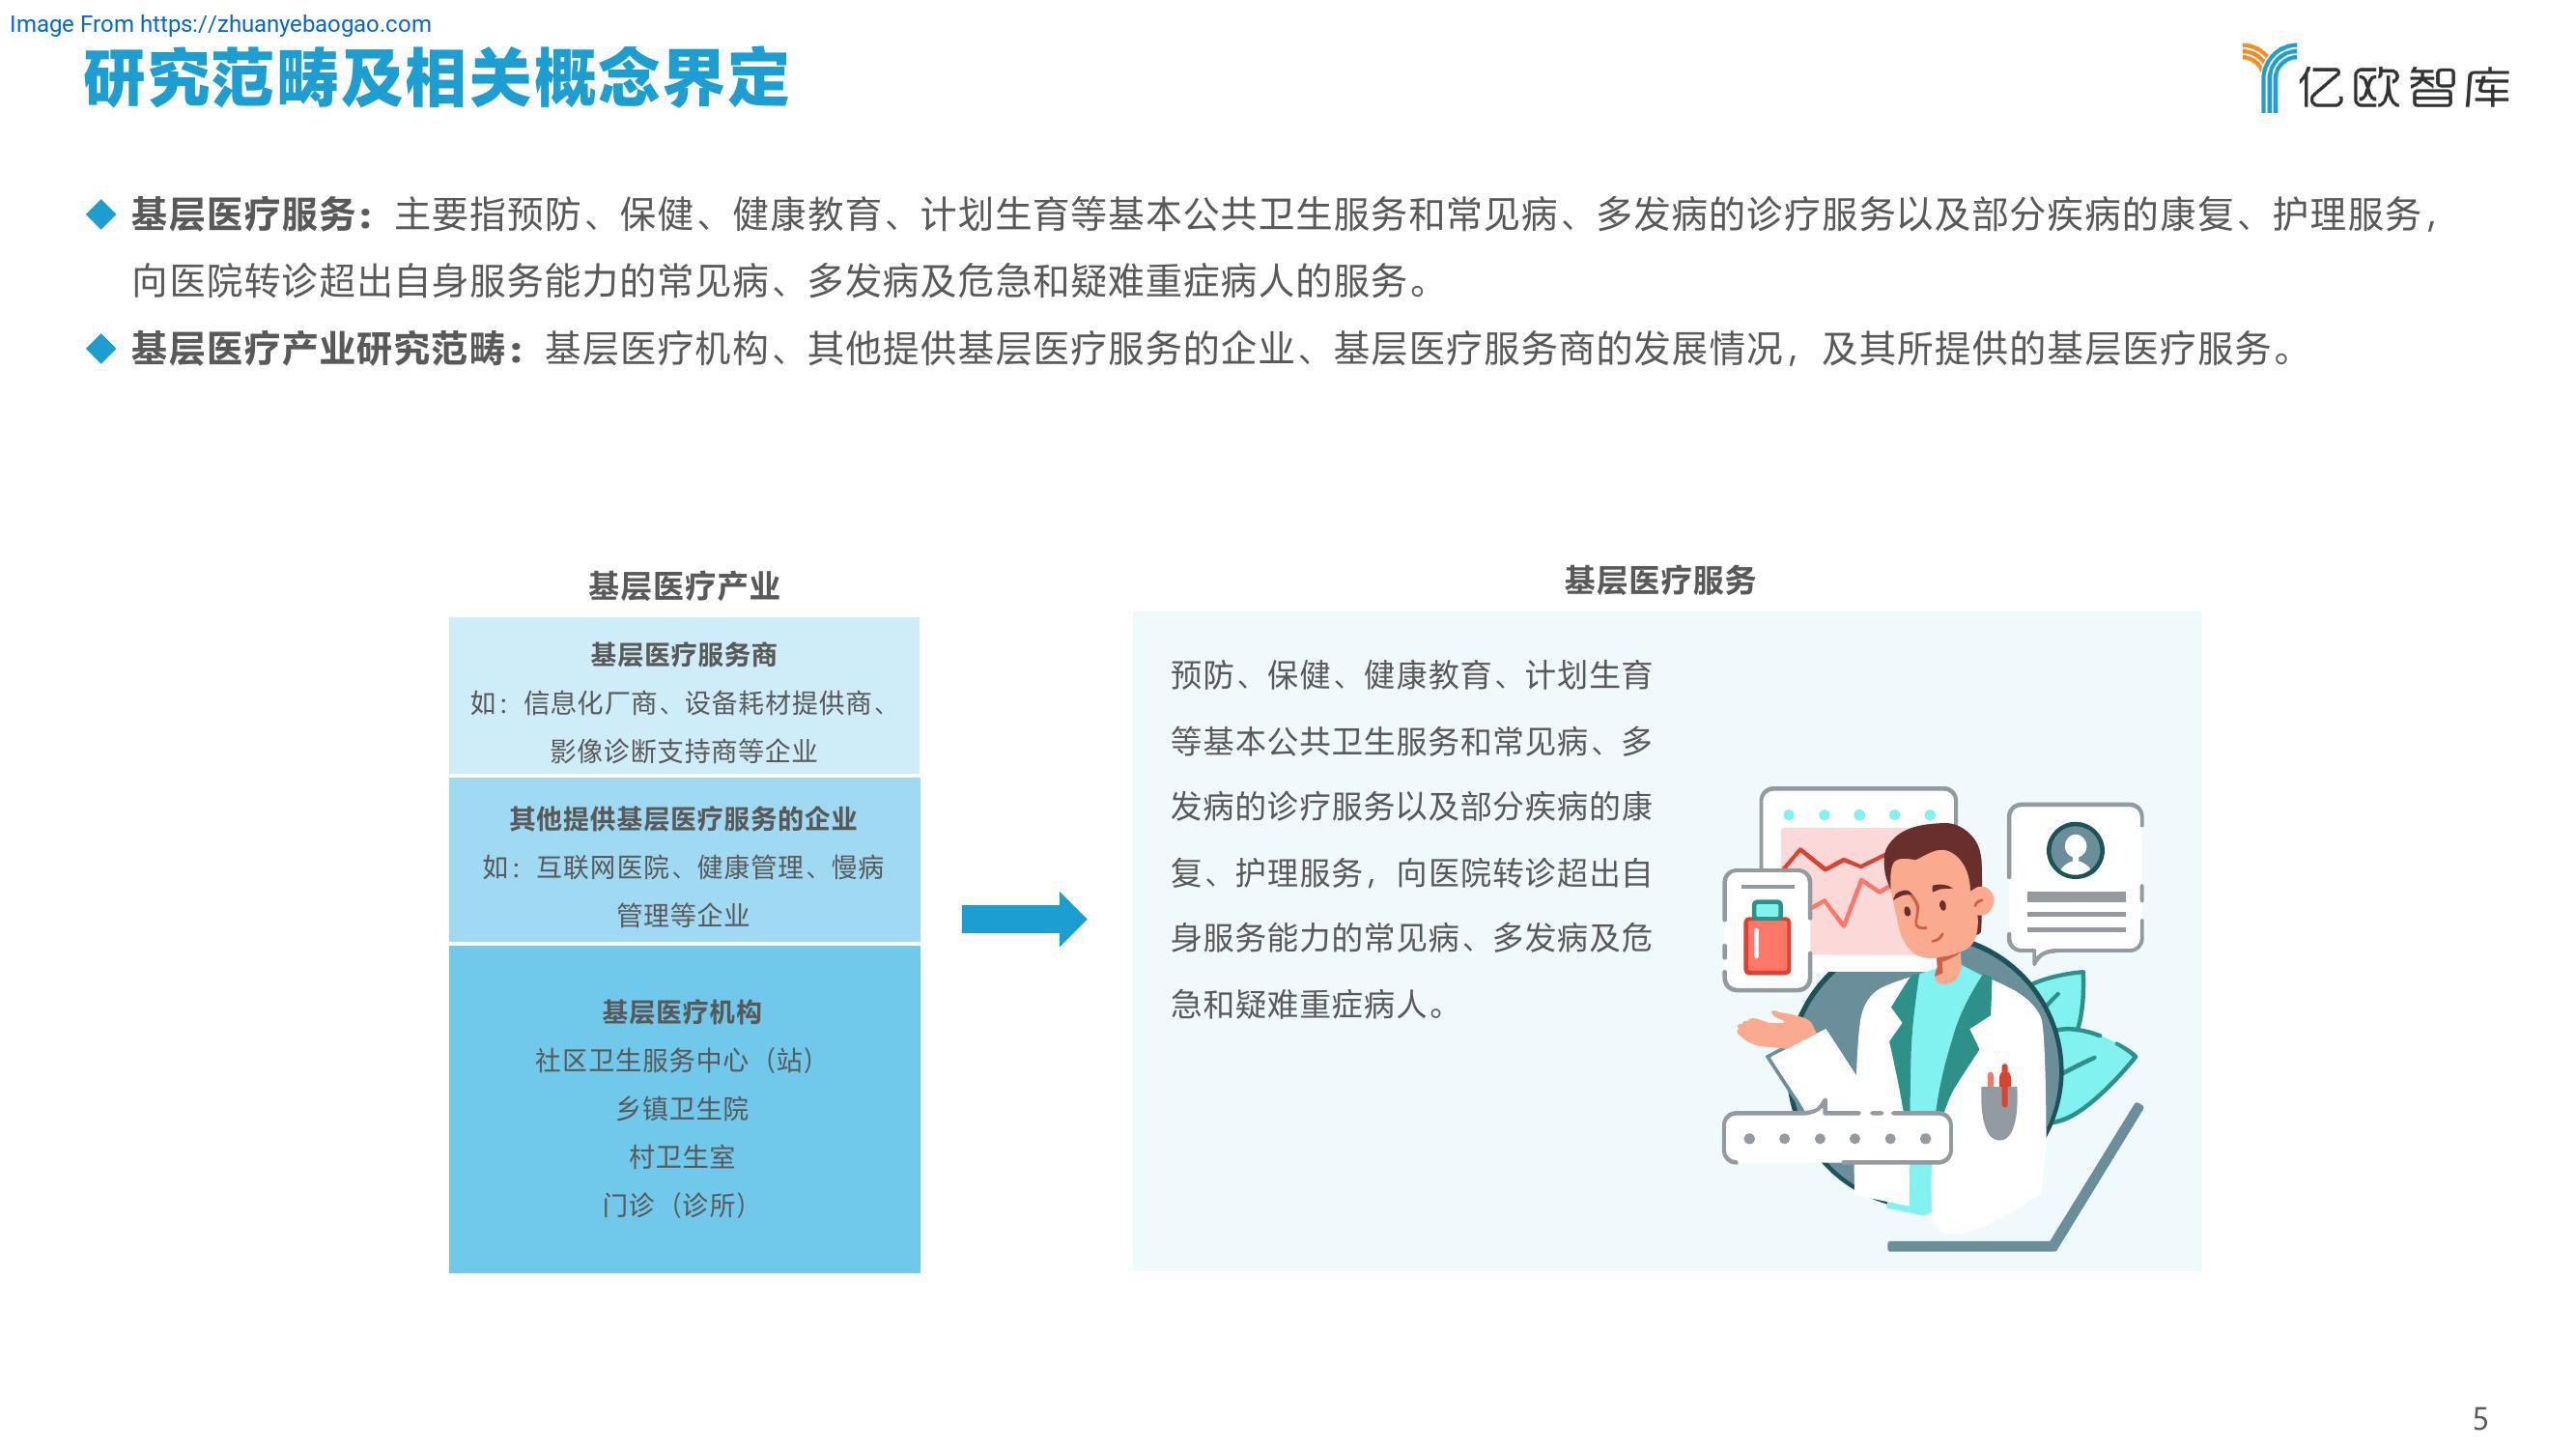 Image From https://zhuanyebaogao.com
研究范畴及相关概念界定
亿欧智库
基层医疗服务：主要指预防、保健、健康教育、计划生育等基本公共卫生服务和常见病、多发病的诊疗服务以及部分疾病的康复、护理服务，
向医院转诊超出自身服务能力的常见病、多发病及危急和疑难重症病人的服务。
基层医疗产业研究范畴：基层医疗机构、其他提供基层医疗服务的企业、基层医疗服务商的发展情况，及其所提供的基层医疗服务。
基层医疗产业
基层医疗服务商
如：信息化厂商、设备耗材提供商、
影像诊断支持商等企业
其他提供基层医疗服务的企业
如：互联网医院、健康管理、慢病
管理等企业
基层医疗机构
社区卫生服务中心（站）
乡镇卫生院
村卫生室
门诊（诊所）
基层医疗服务
预防、保健、健康教育、计划生育
等基本公共卫生服务和常见病、多
发病的诊疗服务以及部分疾病的康
复、护理服务，向医院转诊超出自
身服务能力的常见病、多发病及危
急和疑难重症病人。
5